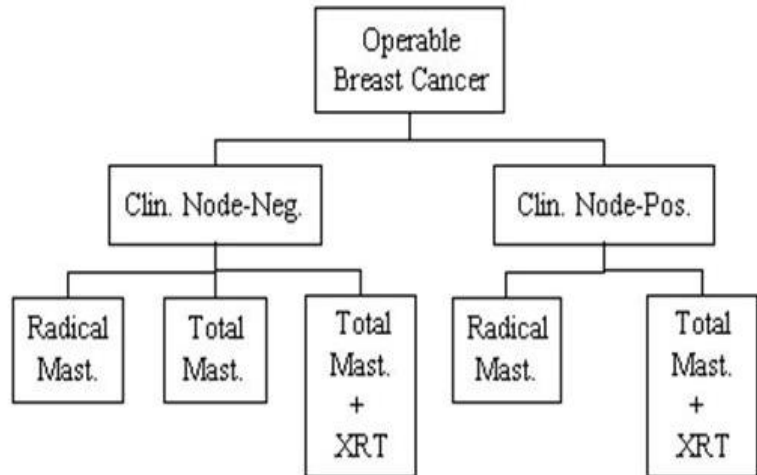 Operable
Breast Cancer
Clin. Node-Neg.
Clin. Node-Pos.
Radical
Mast.
Total
Mast.
Total
Mast.
+
XRT
Radical
Mast.
Total
Mast.
+
XRT